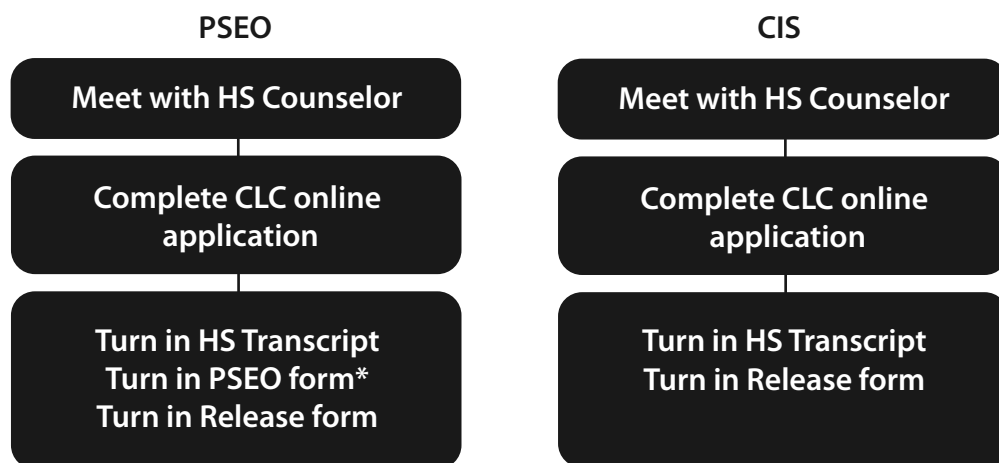 PSEO
Meet with HS Counselor
Complete CLC online
application
Turn in HS Transcript
Turn in PSEO form*
Turn in Release form
CIS
Meet with HS Counselor
Complete CLC online
application
Turn in HS Transcript
Turn in Release form